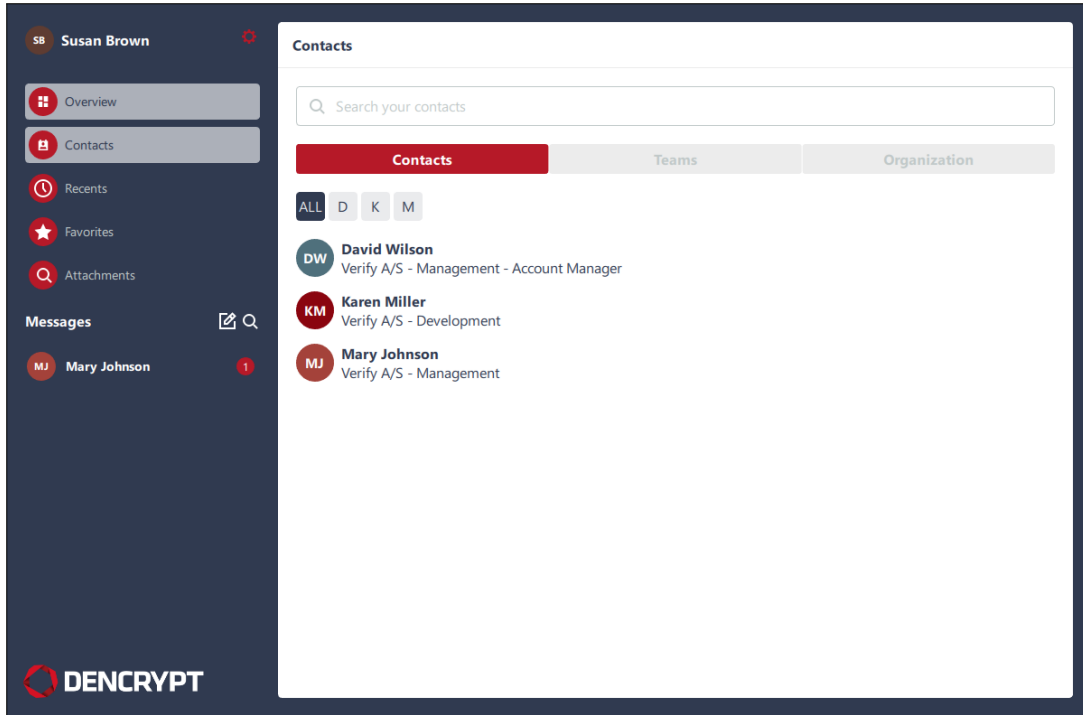 SB Susan Brown
Overview
Contacts
Recents
Favorites
Attachments
Messages
MJ Mary Johnson 1
DENCRYPT
Contacts
Search your contacts
Contacts Teams Organization
ALL D K M
DW David Wilson
Verify A/S - Management - Account Manager
KM Karen Miller
Verify A/S - Development
MJ Mary Johnson
Verify A/S - Management